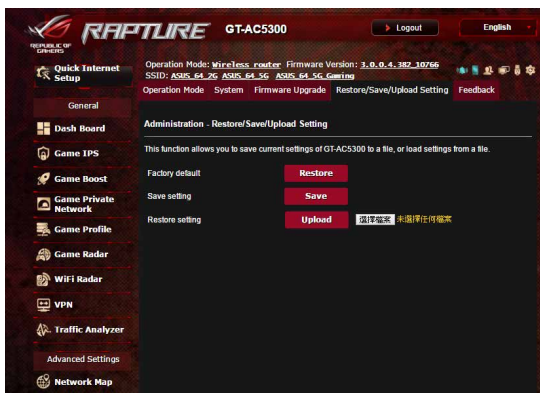 REPUBLIC OF
GAMERS
RAPTURE
GT-AC5300
Logout
English
Quick Internet
Setup
Operation Mode: Wireless router Firmware Version: 3.0.0.4.382_10766
SSID: ASUS_64_2G ASUS_64_5G ASUS_64_5G_Gaming
Operation Mode System Firmware Upgrade Restore/Save/Upload Setting Feedback
General
Dash Board
Game IPS
Game Boost
Game Private
Network
Game Profile
Game Radar
WiFi Radar
VPN
Traffic Analyzer
Advanced Settings
Network Map
Administration - Restore/Save/Upload Setting
This function allows you to save current settings of GT-AC5300 to a file, or load settings from a file.
Factory default Restore
Save setting Save
Restore setting Upload 選擇檔案 未選擇任何檔案